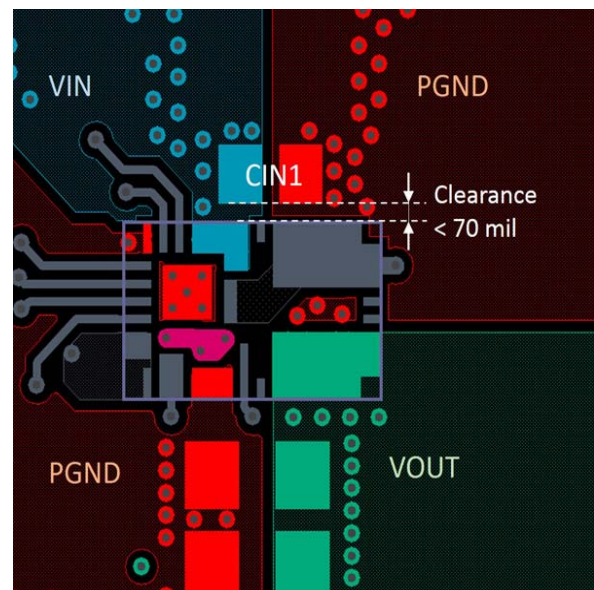 VIN
PGND
CIN1
Clearance
< 70 mil
PGND
VOUT